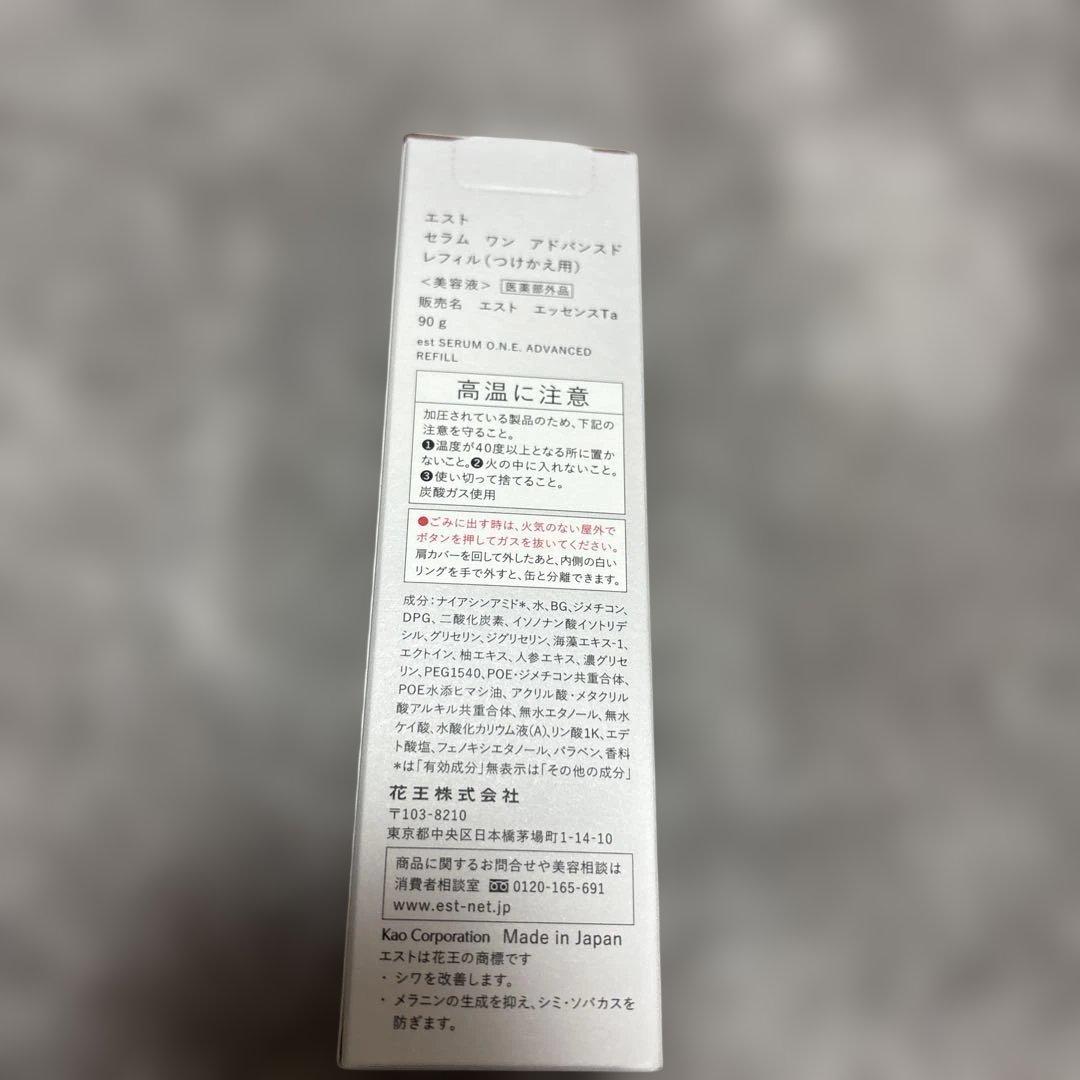 エスト
セラム ワン アドバンスド
レフィル(つけかえ用)
<美容液> 医薬部外品
販売名 エスト エッセンスTa
90 g
est SERUM O.N.E. ADVANCED
REFILL
高温に注意
加圧されている製品のため、下記の
注意を守ること。
❶温度が40度以上となる所に置か
ないこと。❷火の中に入れないこと。
❸使い切って捨てること。
炭酸ガス使用
●ごみに出す時は、火気のない屋外で
ボタンを押してガスを抜いてください。
肩カバーを回して外したあと、内側の白い
リングを手で外すと、缶と分離できます。
成分:ナイアシンアミド*、水、BG、ジメチコン、
DPG、二酸化炭素、イソノナン酸イソトリデ
シル、グリセリン、ジグリセリン、海藻エキス-1、
エクトイン、柚エキス、人参エキス、濃グリセ
リン、PEG1540、POE・ジメチコン共重合体、
POE水添ヒマシ油、アクリル酸・メタクリル
酸アルキル共重合体、無水エタノール、無水
ケイ酸、水酸化カリウム液(A)、リン酸1K、エデ
ト酸塩、フェノキシエタノール、パラベン、香料
*は「有効成分」無表示は「その他の成分」
花王株式会社
〒103-8210
東京都中央区日本橋茅場町1-14-10
商品に関するお問合せや美容相談は
消費者相談室 0120-165-691
www.est-net.jp
Kao Corporation Made in Japan
エストは花王の商標です
・シワを改善します。
・メラニンの生成を抑え、シミ・ソバカスを
防ぎます。